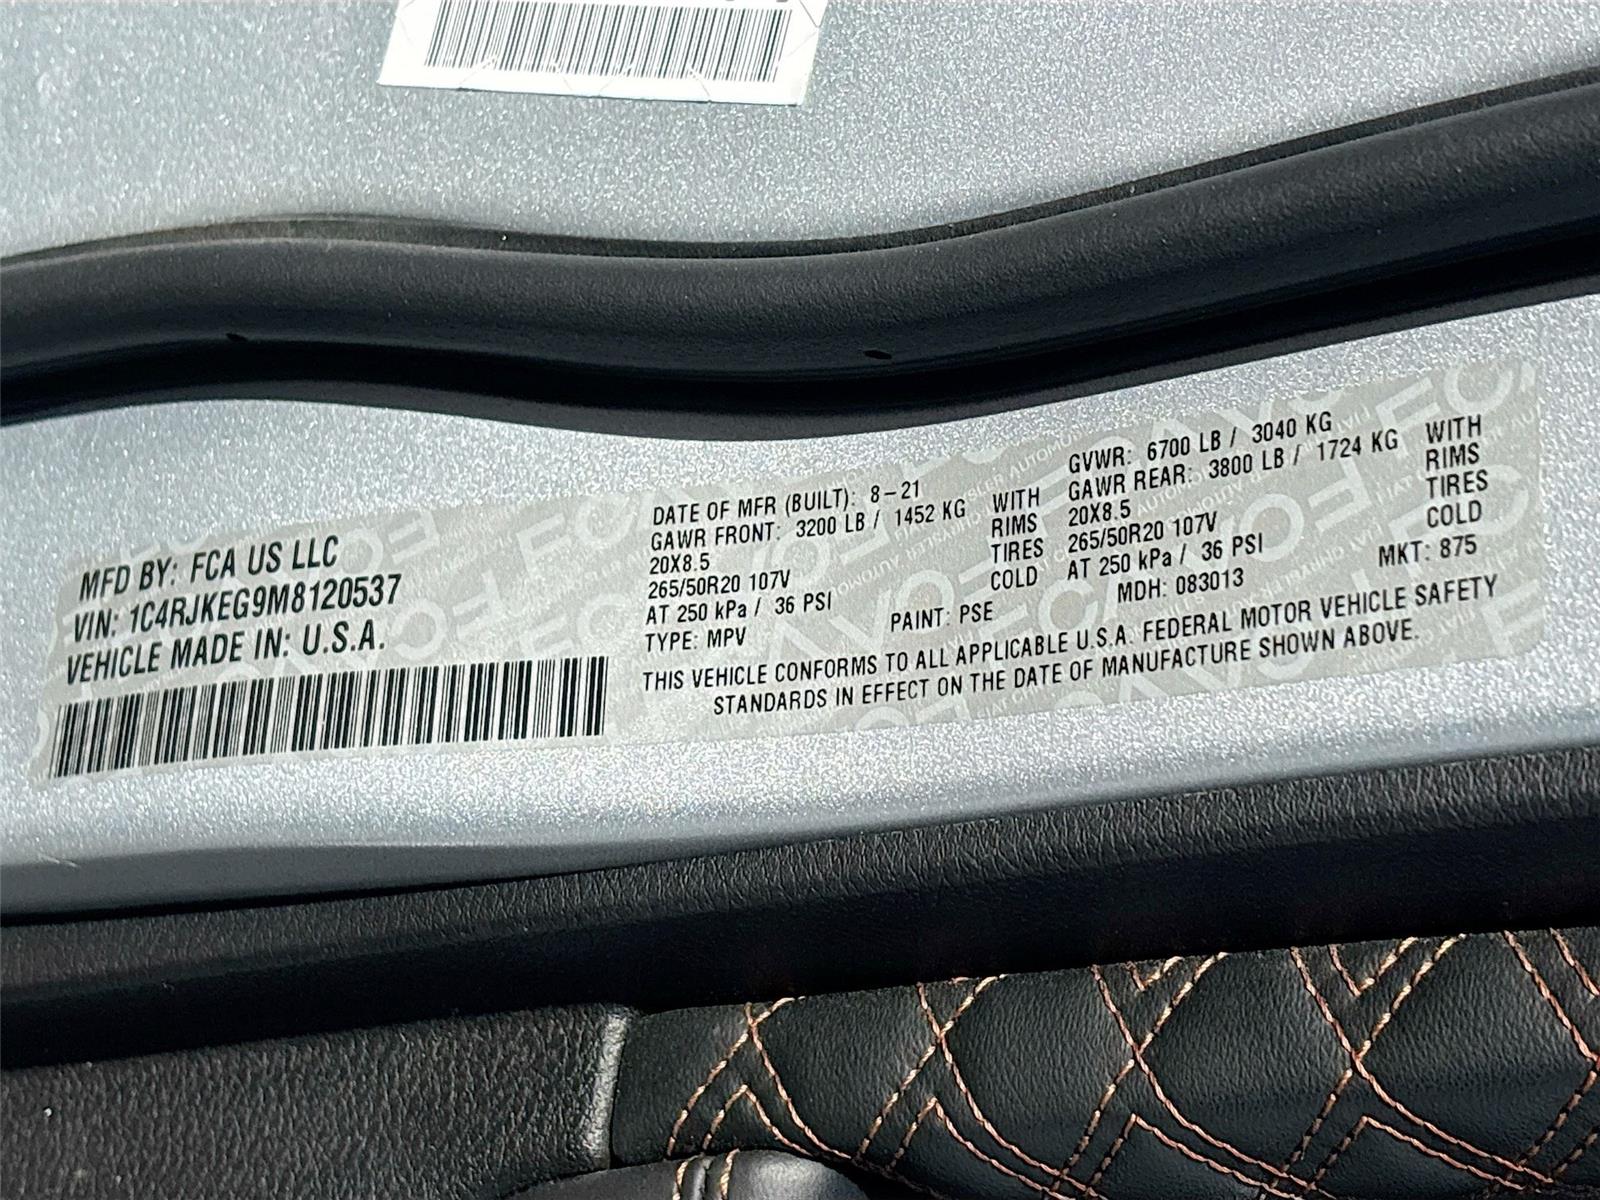 MFD BY: FCA US LLC
VIN: 1C4RJKEG9M8120537
VEHICLE MADE IN: U.S.A.
DATE OF MFR (BUILT): 8-21
GAWR FRONT: 3200 LB / 1452 KG WITH
20X8.5 RIMS
265/50R20 107V TIRES
AT 250 kPa / 36 PSI COLD
TYPE: MPV PAINT: PSE
GVWR: 6700 LB / 3040 KG
GAWR REAR: 3800 LB / 1724 KG WITH
20X8.5 RIMS
265/50R20 107V TIRES
AT 250 kPa / 36 PSI COLD
MDH: 083013 MKT: 875
THIS VEHICLE CONFORMS TO ALL APPLICABLE U.S.A. FEDERAL MOTOR VEHICLE SAFETY
STANDARDS IN EFFECT ON THE DATE OF MANUFACTURE SHOWN ABOVE.